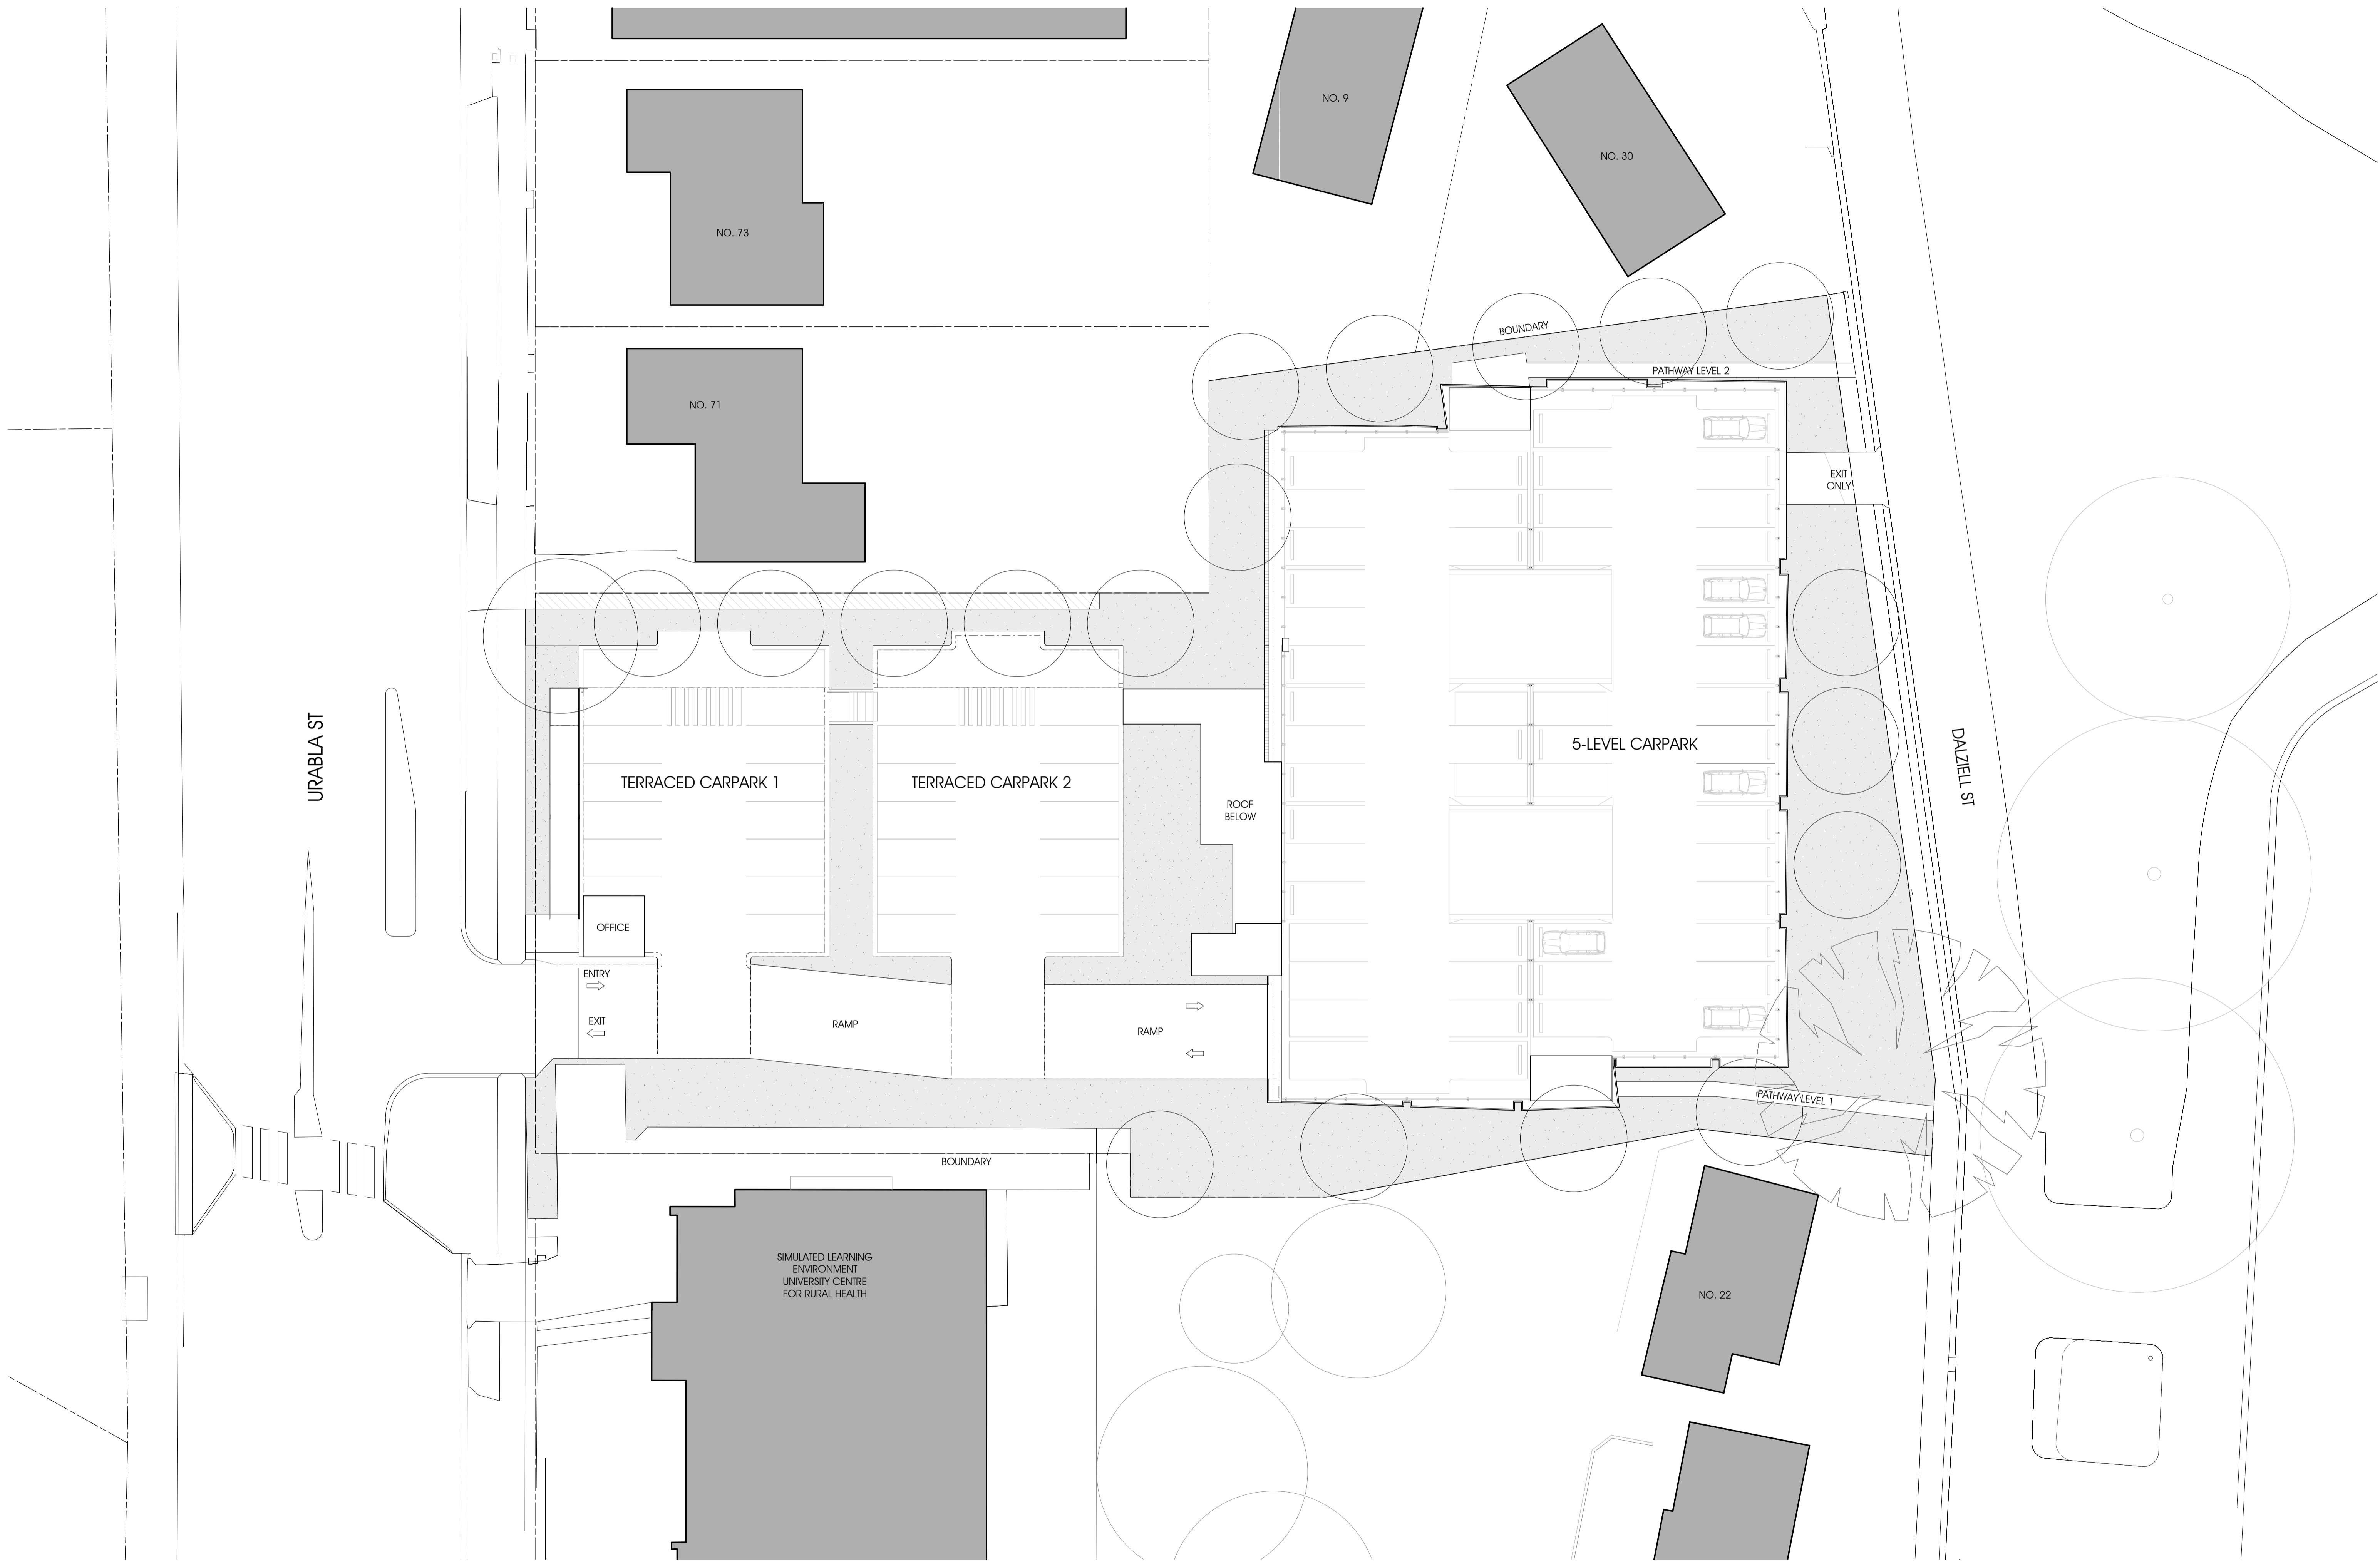 NO. 9
NO. 30
NO. 73
BOUNDARY
PATHWAY LEVEL 2
NO. 71
EXIT
ONLY
URABLA ST
5-LEVEL CARPARK
DALZIELL ST
TERRACED CARPARK 1
TERRACED CARPARK 2
ROOF
BELOW
OFFICE
ENTRY
EXIT
RAMP
RAMP
PATHWAY LEVEL 1
BOUNDARY
SIMULATED LEARNING
ENVIRONMENT
UNIVERSITY CENTRE
FOR RURAL HEALTH
NO. 22